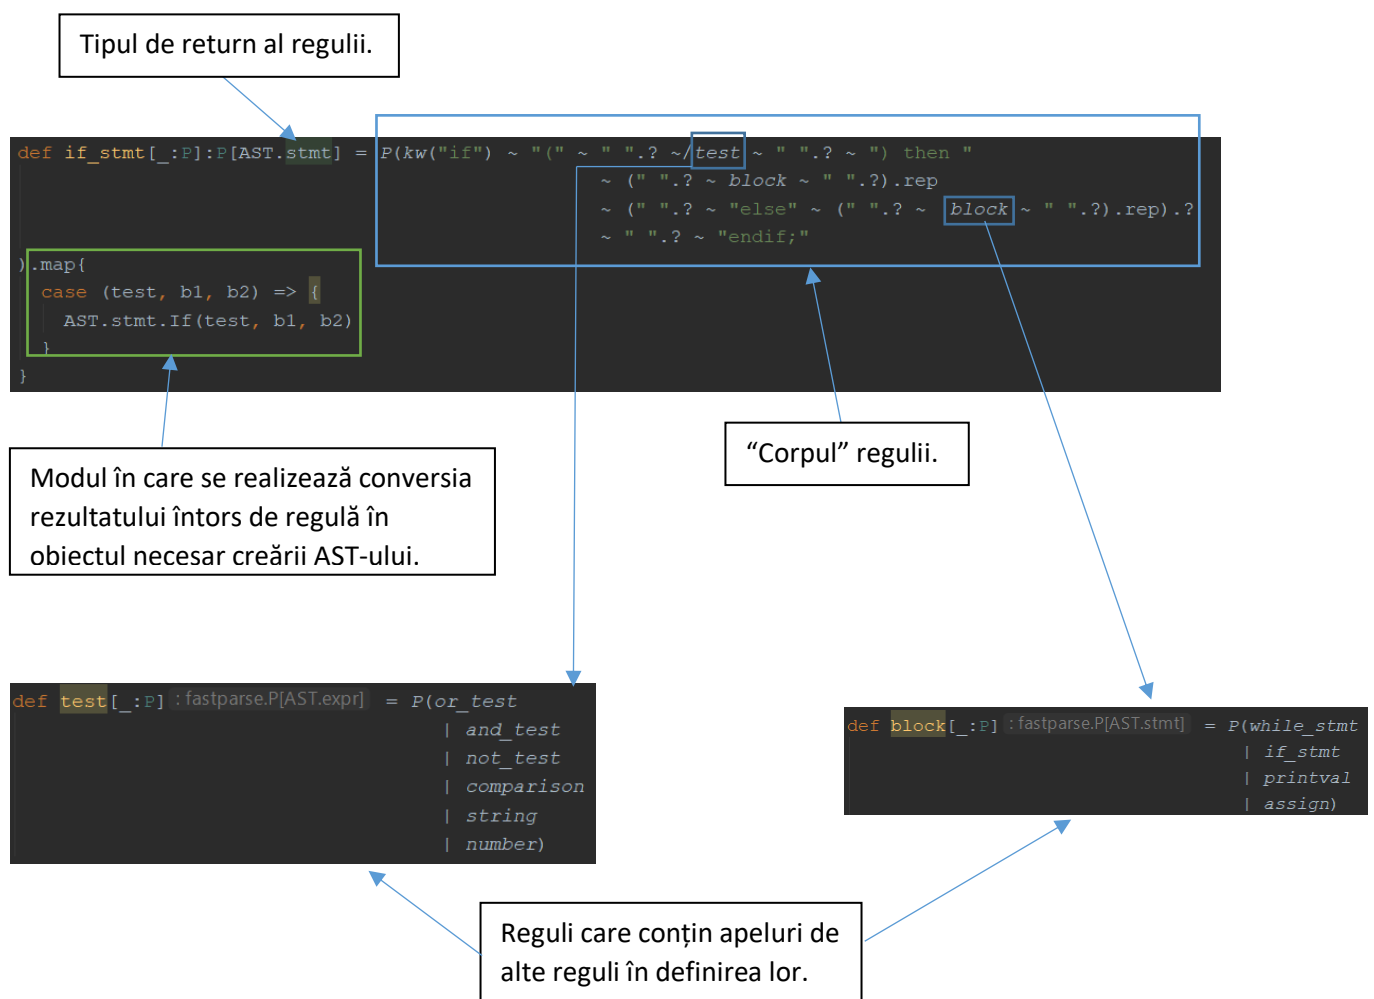 Tipul de return al regulii.
def if_stmt[_:P]:P[AST.stmt] = P(kw("if") ~ "(" ~ " ".? ~/test ~ " ".? ~ ") then "
~ (" ".? ~ block ~ " ".?).rep
~ (" ".? ~ "else" ~ (" ".? ~ block ~ " ".?).rep).?
~ " ".? ~ "endif;"
).map{
case (test, b1, b2) => {
AST.stmt.If(test, b1, b2)
}
}
“Corpul” regulii.
Modul în care se realizează conversia
rezultatului întors de regulă în
obiectul necesar creării AST-ului.
def test[_:P] : fastparse.P[AST.expr] = P(or_test
| and_test
| not_test
| comparison
| string
| number)
def block[_:P] : fastparse.P[AST.stmt] = P(while_stmt
| if_stmt
| printval
| assign)
Reguli care conțin apeluri de
alte reguli în definirea lor.